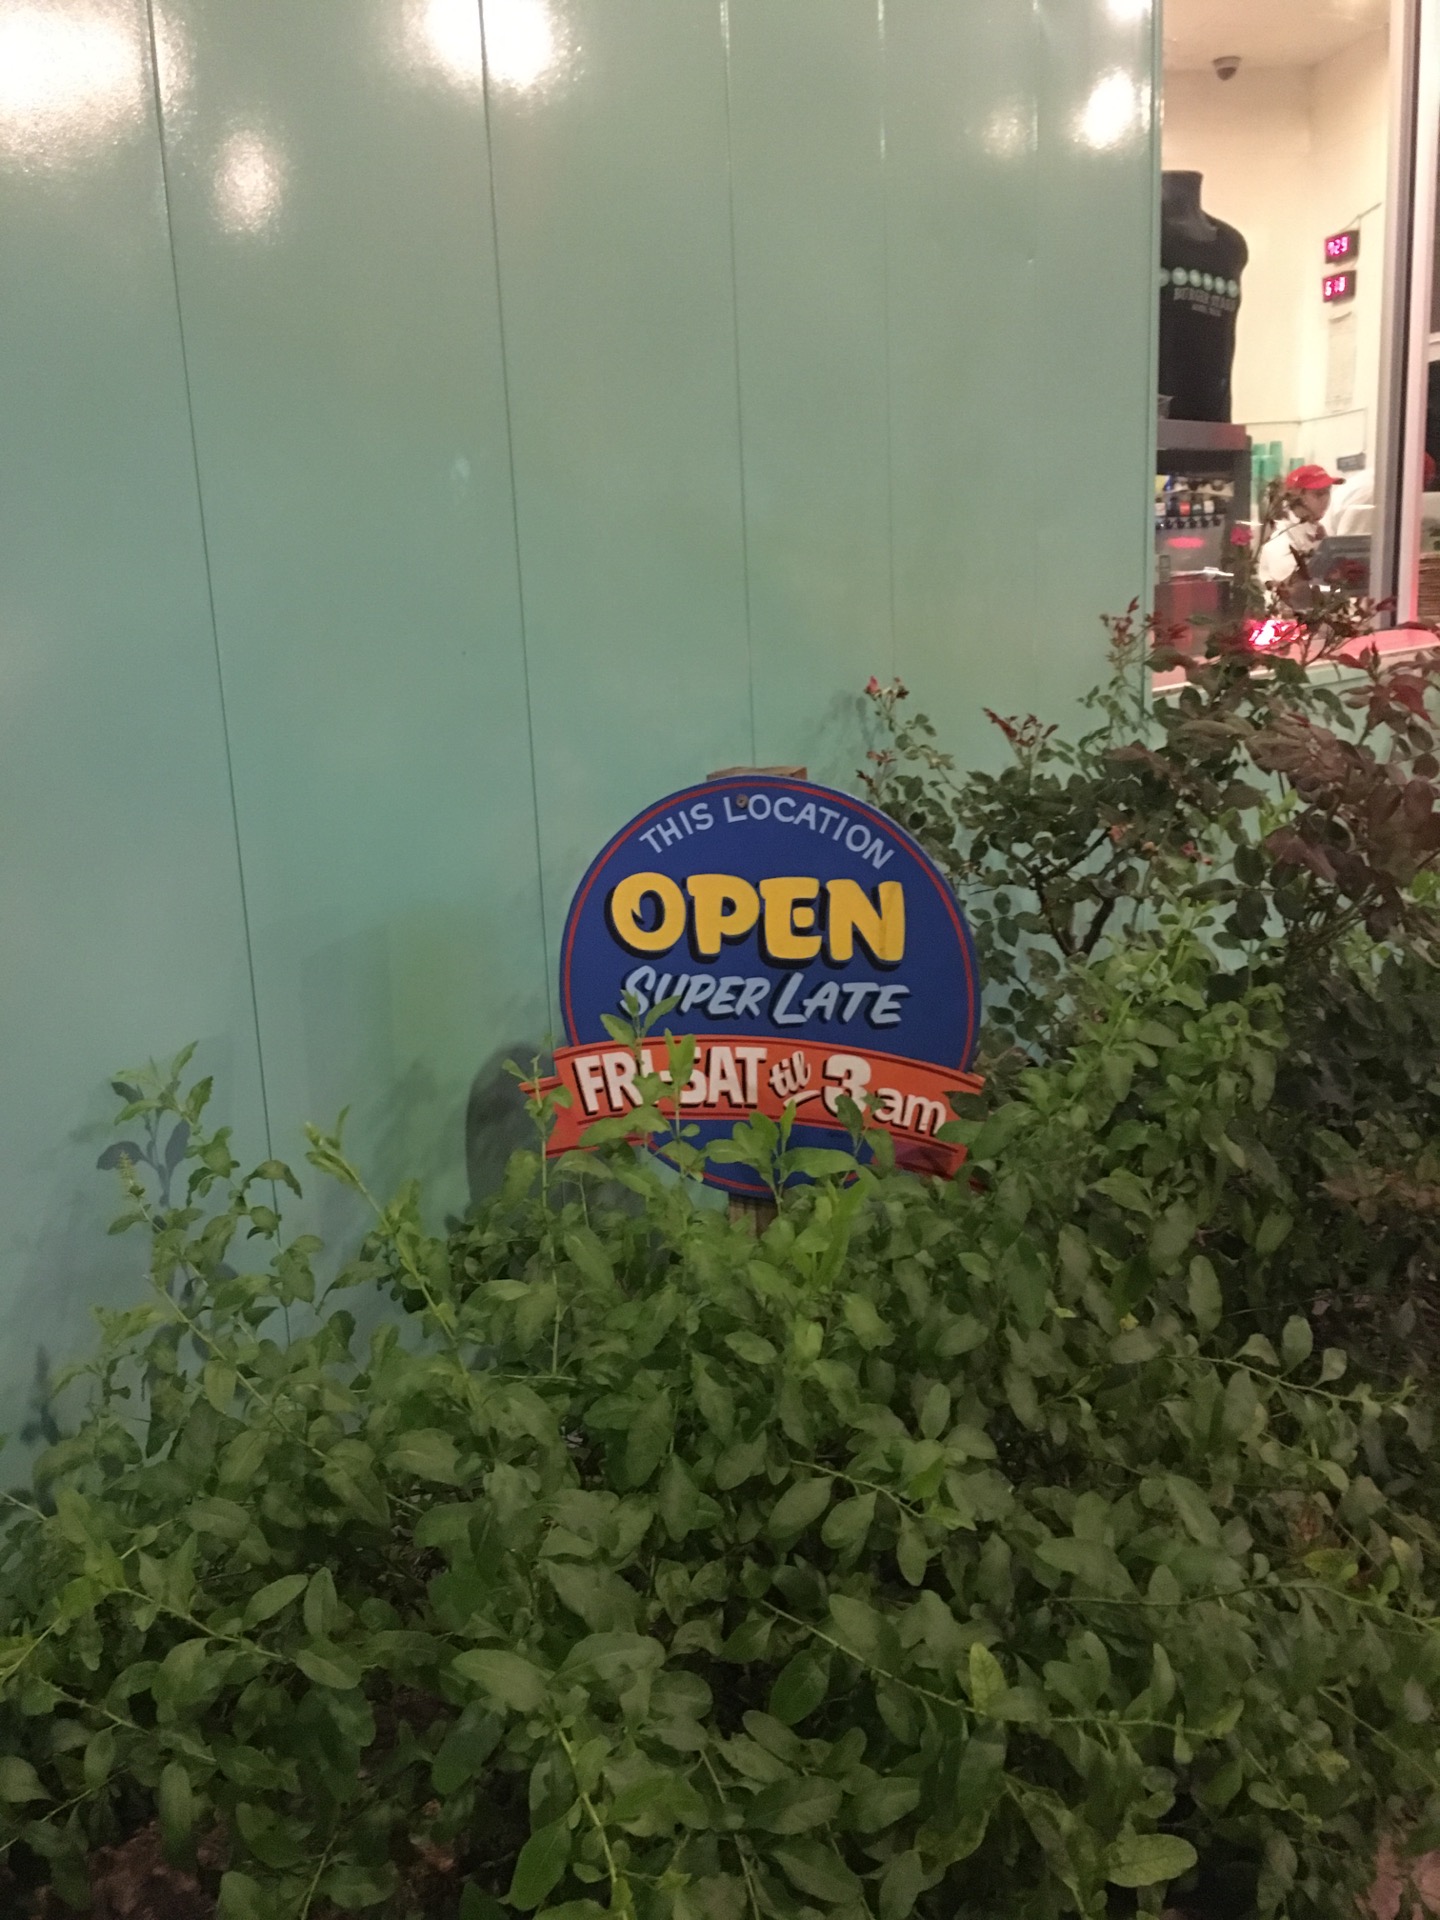 THIS LOCATION
OPEN
SUPER LATE
FRI-SAT til 3 am